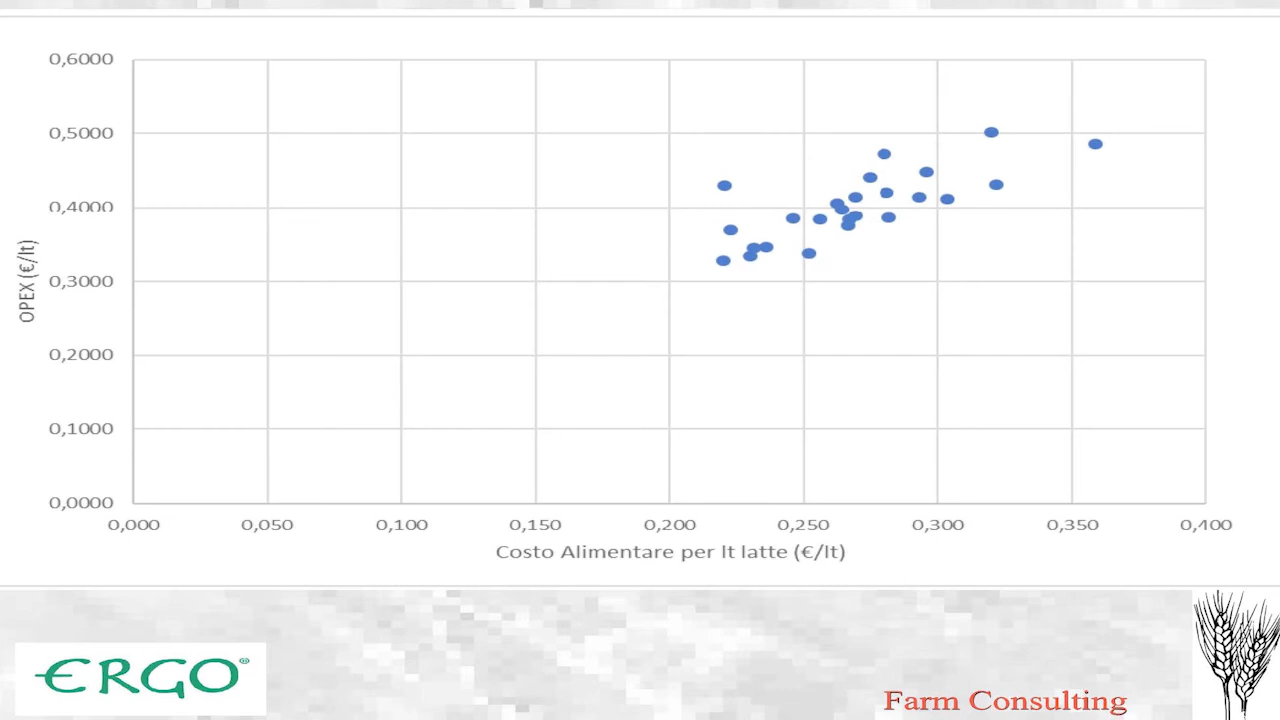 0,6000
0,5000
0,4000
0,3000
0,2000
0,1000
0,0000
OPEX (€/lt)
0,000 0,050 0,100 0,150 0,200 0,250 0,300 0,350 0,400
Costo Alimentare per lt latte (€/lt)
ERGO®
Farm Consulting